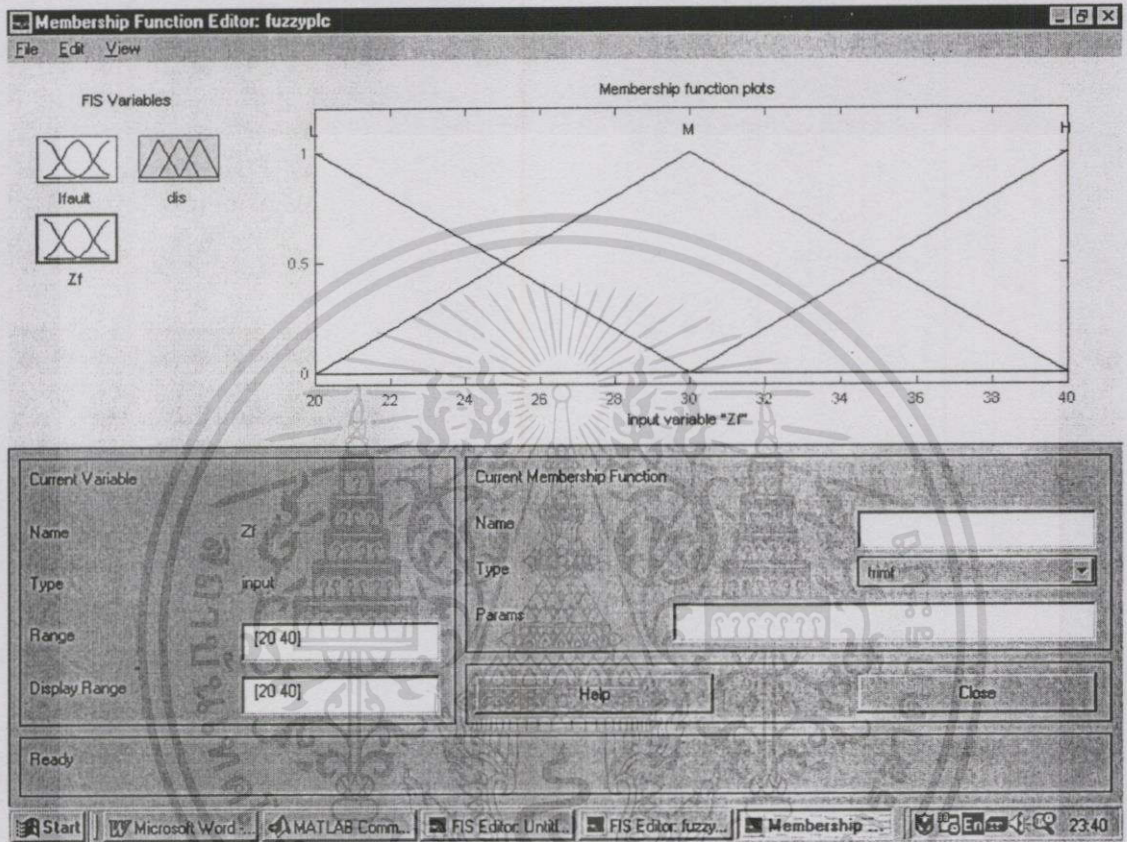 Membership Function Editor: fuzzyplc
File Edit View
FIS Variables
Ifault
dis
Zf
Membership function plots
L
M
H
1
0.5
0
20 22 24 26 28 30 32 34 36 38 40
input variable "Zf"
Current Variable
Name Zf
Type input
Range [20 40]
Display Range [20 40]
Current Membership Function
Name
Type trimf
Params
Help
Close
Ready
Start
Microsoft Word -...
MATLAB Comm...
FIS Editor: Untitl...
FIS Editor: fuzzy...
Membership ...
En
23:40